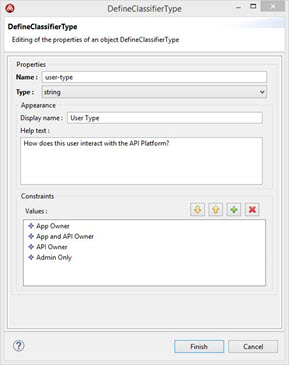 DefineClassifierType
DefineClassifierType
Editing of the properties of an object DefineClassifierType
Properties
Name : user-type
Type : string
Appearance
Display name : User Type
Help text :
How does this user interact with the API Platform?
Constraints
Values :
App Owner
App and API Owner
API Owner
Admin Only
Finish
Cancel